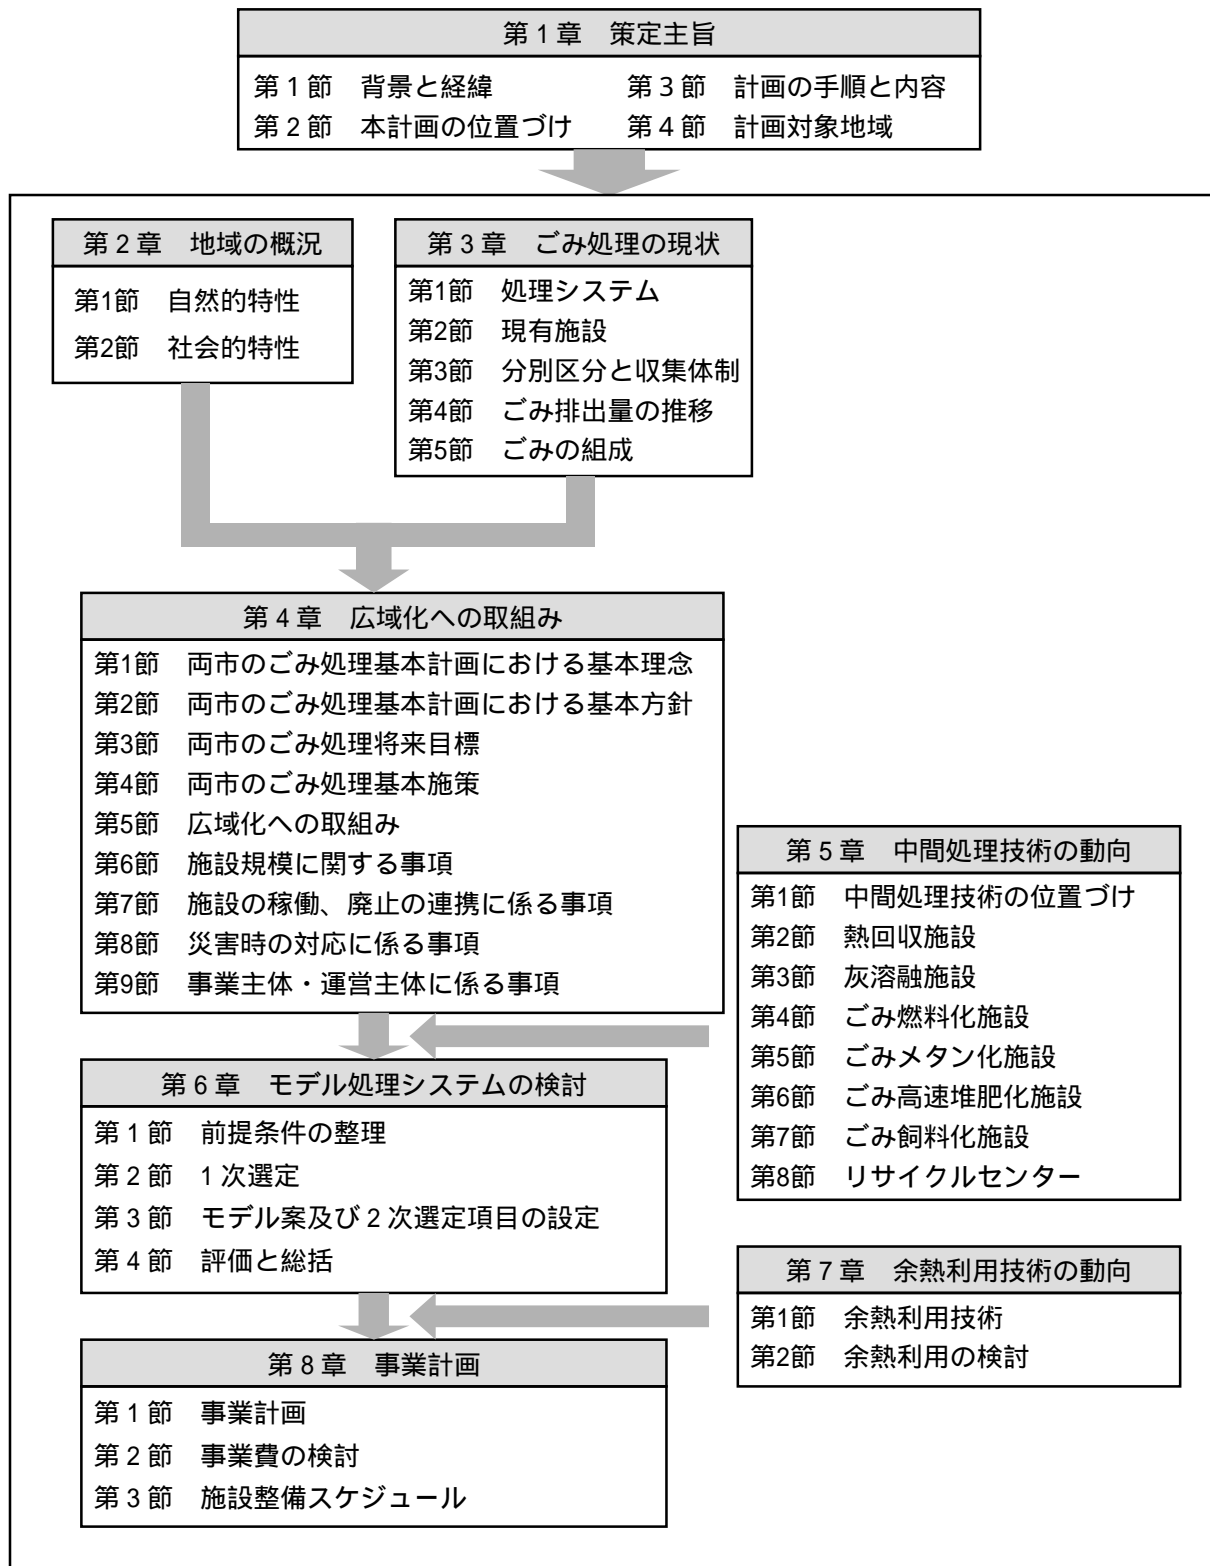 第1章　策定主旨
第1節　背景と経緯
第2節　本計画の位置づけ
第3節　計画の手順と内容
第4節　計画対象地域
第2章　地域の概況
第1節　自然的特性
第2節　社会的特性
第3章　ごみ処理の現状
第1節　処理システム
第2節　現有施設
第3節　分別区分と収集体制
第4節　ごみ排出量の推移
第5節　ごみの組成
第4章　広域化への取組み
第1節　両市のごみ処理基本計画における基本理念
第2節　両市のごみ処理基本計画における基本方針
第3節　両市のごみ処理将来目標
第4節　両市のごみ処理基本施策
第5節　広域化への取組み
第6節　施設規模に関する事項
第7節　施設の稼働、廃止の連携に係る事項
第8節　災害時の対応に係る事項
第9節　事業主体・運営主体に係る事項
第5章　中間処理技術の動向
第1節　中間処理技術の位置づけ
第2節　熱回収施設
第3節　灰溶融施設
第4節　ごみ燃料化施設
第5節　ごみメタン化施設
第6節　ごみ高速堆肥化施設
第7節　ごみ飼料化施設
第8節　リサイクルセンター
第6章　モデル処理システムの検討
第1節　前提条件の整理
第2節　1次選定
第3節　モデル案及び2次選定項目の設定
第4節　評価と総括
第7章　余熱利用技術の動向
第1節　余熱利用技術
第2節　余熱利用の検討
第8章　事業計画
第1節　事業計画
第2節　事業費の検討
第3節　施設整備スケジュール